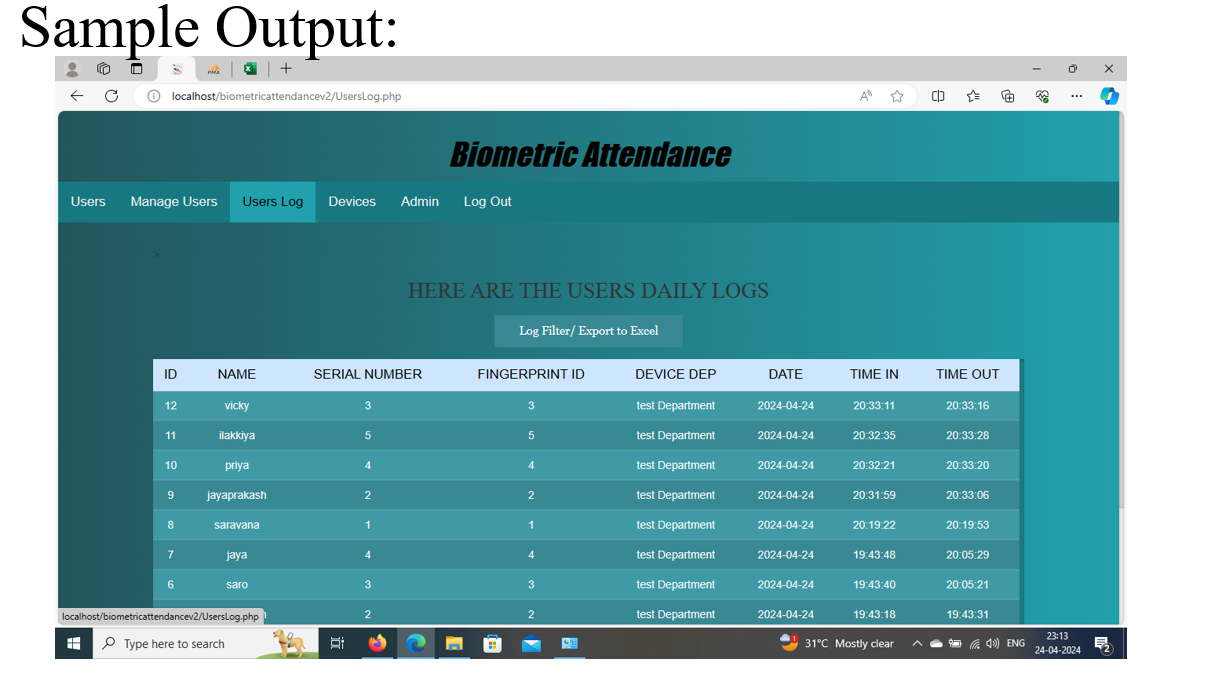 Sample Output:
localhost/biometricattendancev2/UsersLog.php
Biometric Attendance
Users Manage Users Users Log Devices Admin Log Out
>
HERE ARE THE USERS DAILY LOGS
Log Filter/ Export to Excel
ID NAME SERIAL NUMBER FINGERPRINT ID DEVICE DEP DATE TIME IN TIME OUT
12 vicky 3 3 test Department 2024-04-24 20:33:11 20:33:16
11 ilakkiya 5 5 test Department 2024-04-24 20:32:35 20:33:28
10 priya 4 4 test Department 2024-04-24 20:32:21 20:33:20
9 jayaprakash 2 2 test Department 2024-04-24 20:31:59 20:33:06
8 saravana 1 1 test Department 2024-04-24 20:19:22 20:19:53
7 jaya 4 4 test Department 2024-04-24 19:43:48 20:05:29
6 saro 3 3 test Department 2024-04-24 19:43:40 20:05:21
2 2 test Department 2024-04-24 19:43:18 19:43:31
localhost/biometricattendancev2/UsersLog.php
Type here to search 31°C Mostly clear ENG 23:13
24-04-2024 2